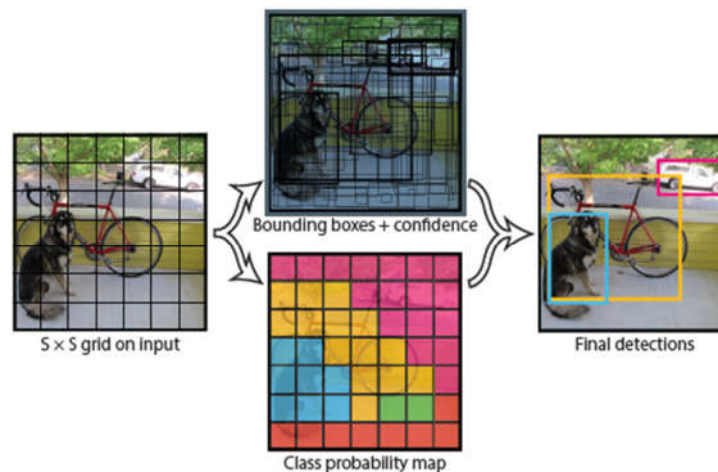 Bounding boxes + confidence
S × S grid on input
Final detections
Class probability map